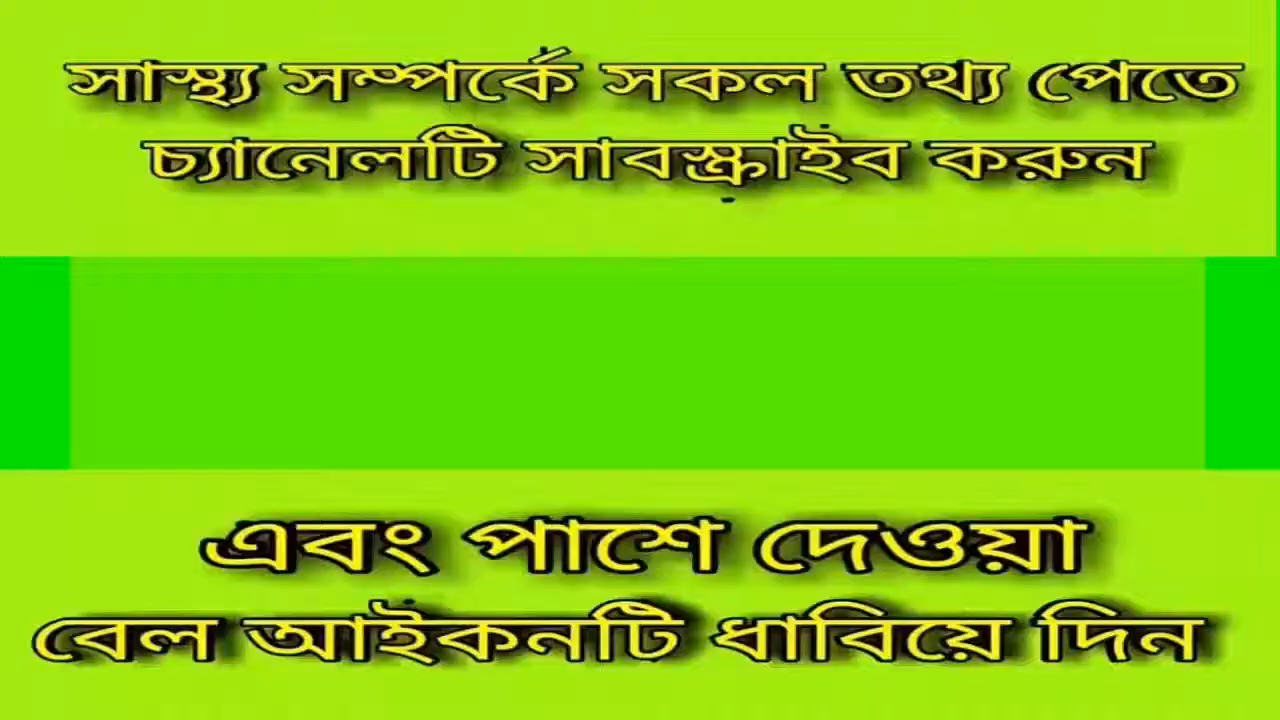 সাস্থ্য সম্পর্কে সকল তথ্য পেতে
চ্যানেলটি সাবস্ক্রাইব করুন
এবং পাশে দেওয়া
বেল আইকনটি ধাবিয়ে দিন